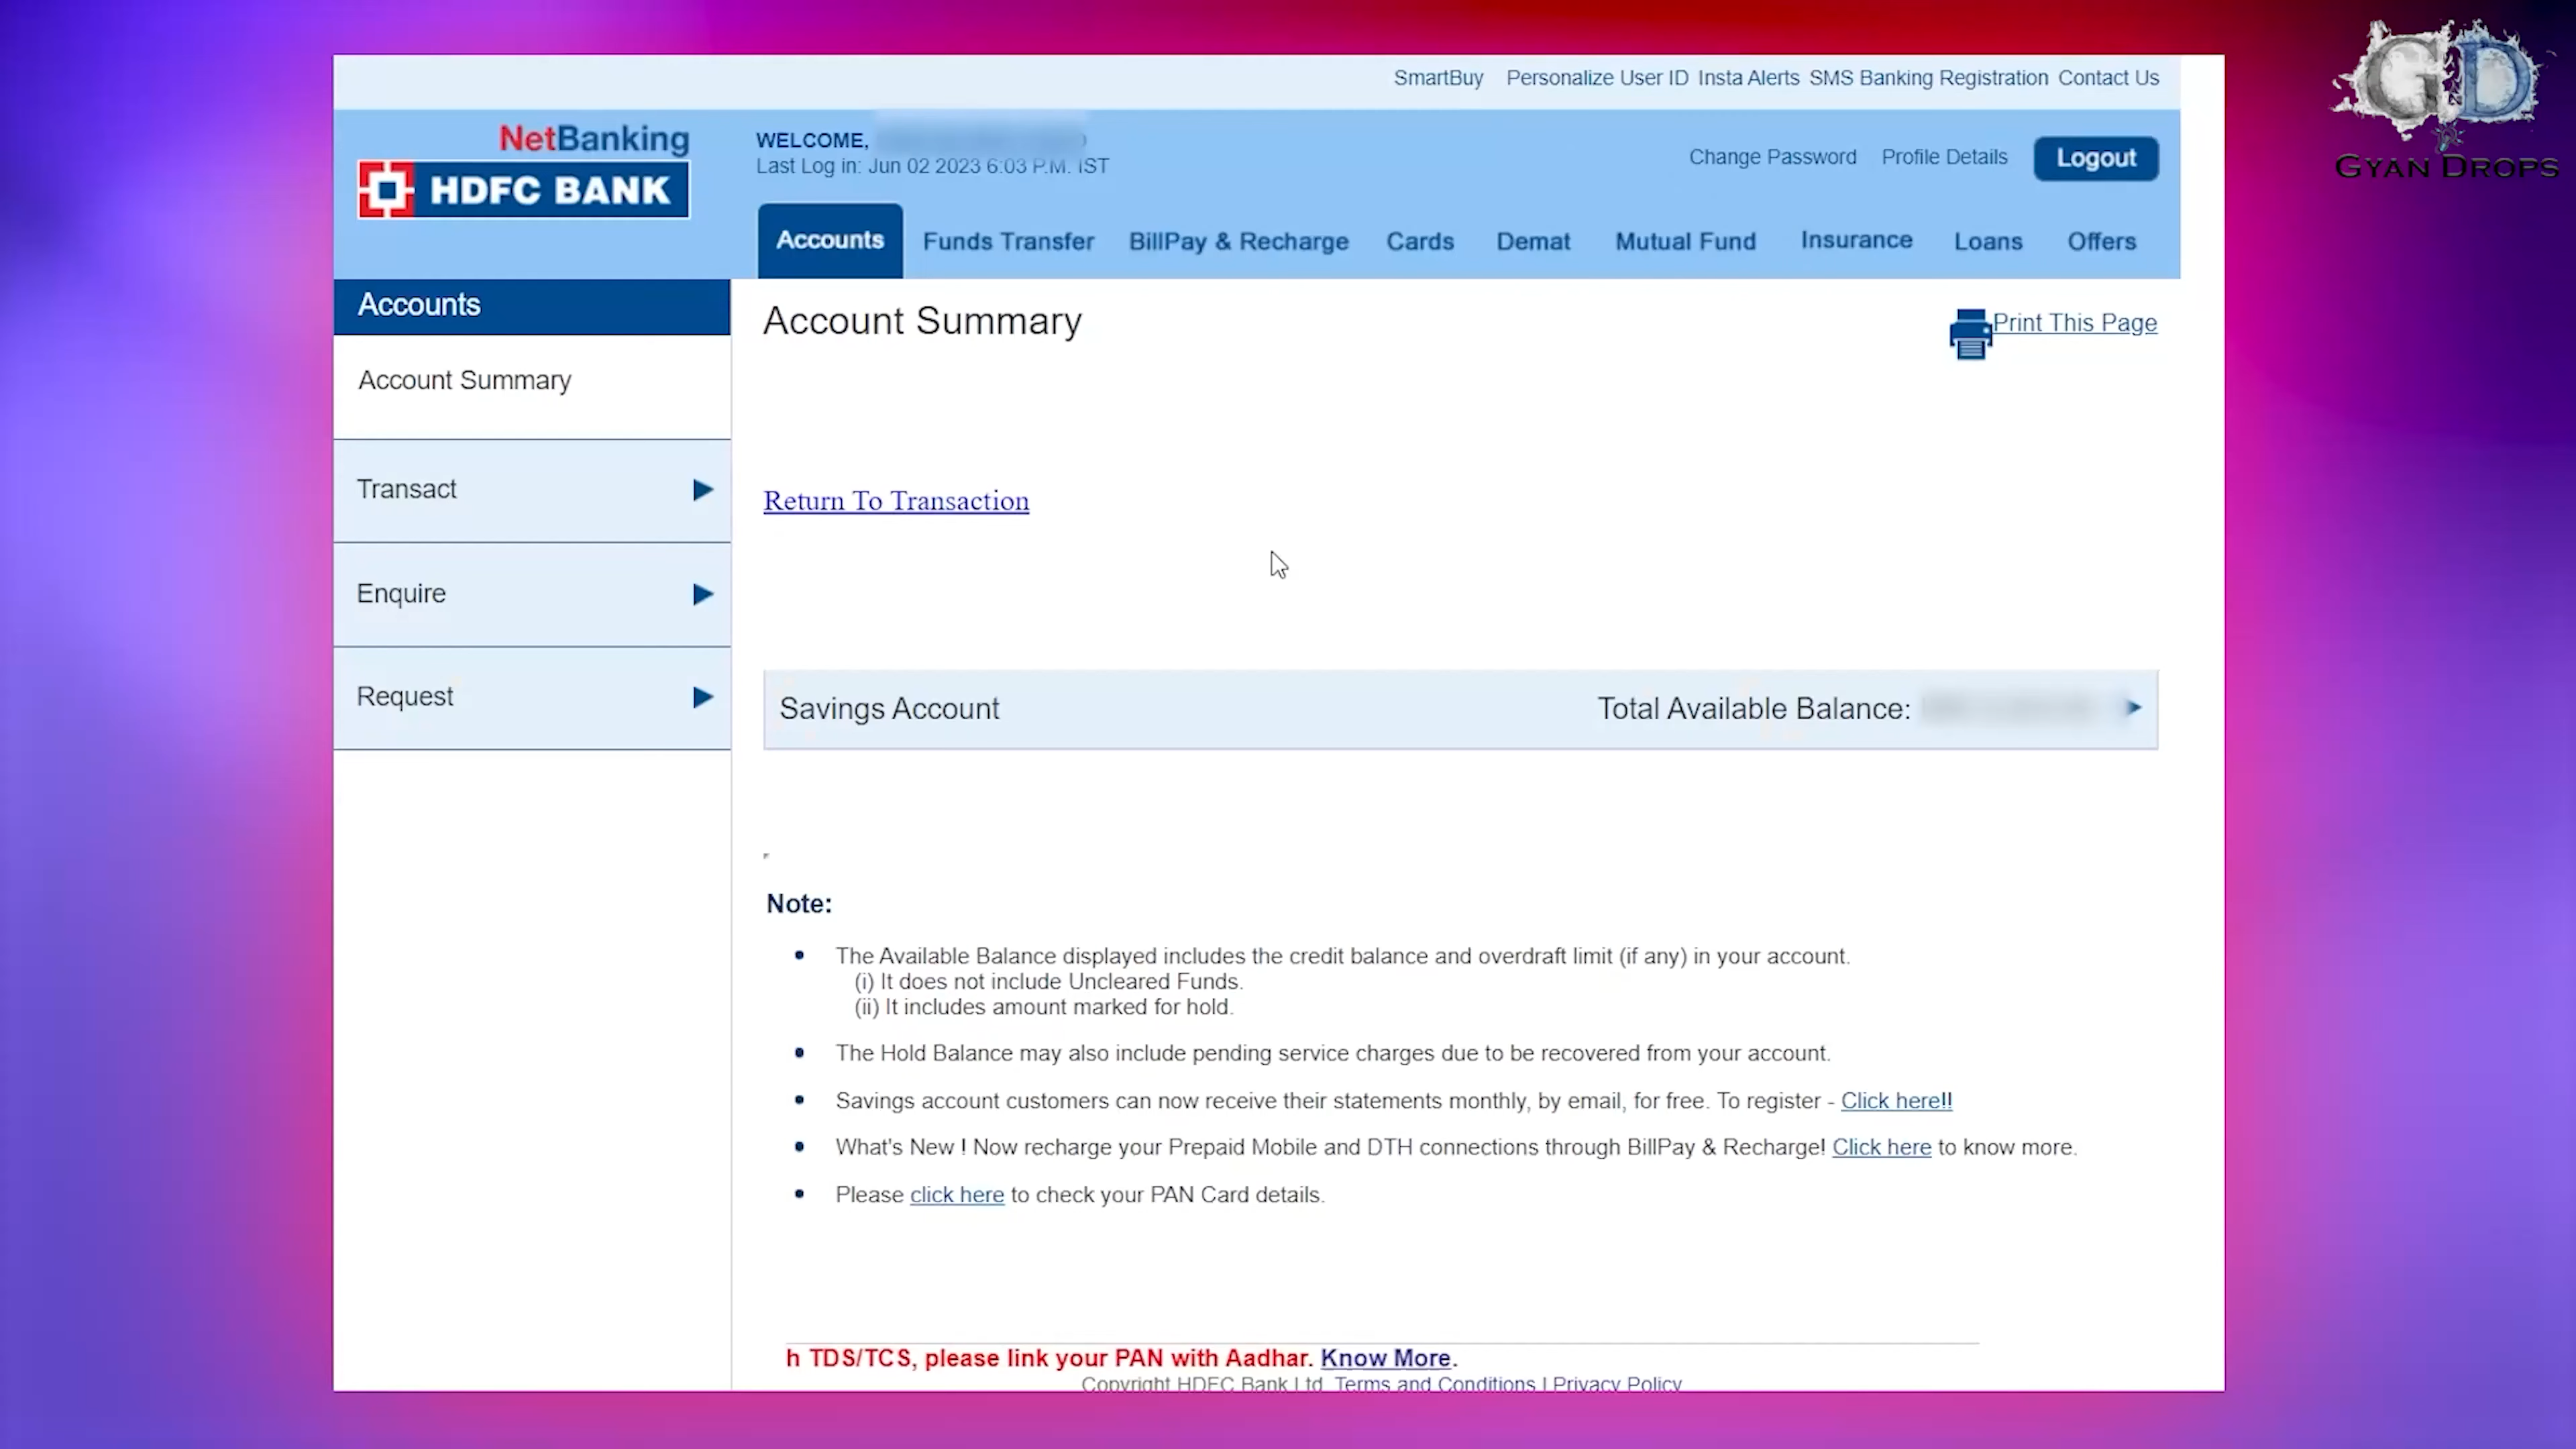 SmartBuy Personalize User ID Insta Alerts SMS Banking Registration Contact Us
GD
GYAN DROPS
NetBanking
HDFC BANK
WELCOME,
Last Log in: Jun 02 2023 6:03 P.M. IST
Change Password Profile Details Logout
Accounts Funds Transfer BillPay & Recharge Cards Demat Mutual Fund Insurance Loans Offers
Accounts
Account Summary
Transact
Enquire
Request
Account Summary
Print This Page
Return To Transaction
Savings Account Total Available Balance:
Note:
The Available Balance displayed includes the credit balance and overdraft limit (if any) in your account.
(i) It does not include Uncleared Funds.
(ii) It includes amount marked for hold.
The Hold Balance may also include pending service charges due to be recovered from your account.
Savings account customers can now receive their statements monthly, by email, for free. To register - Click here!!
What's New ! Now recharge your Prepaid Mobile and DTH connections through BillPay & Recharge! Click here to know more.
Please click here to check your PAN Card details.
h TDS/TCS, please link your PAN with Aadhar. Know More.
Copyright HDFC Bank Ltd. Terms and Conditions | Privacy Policy